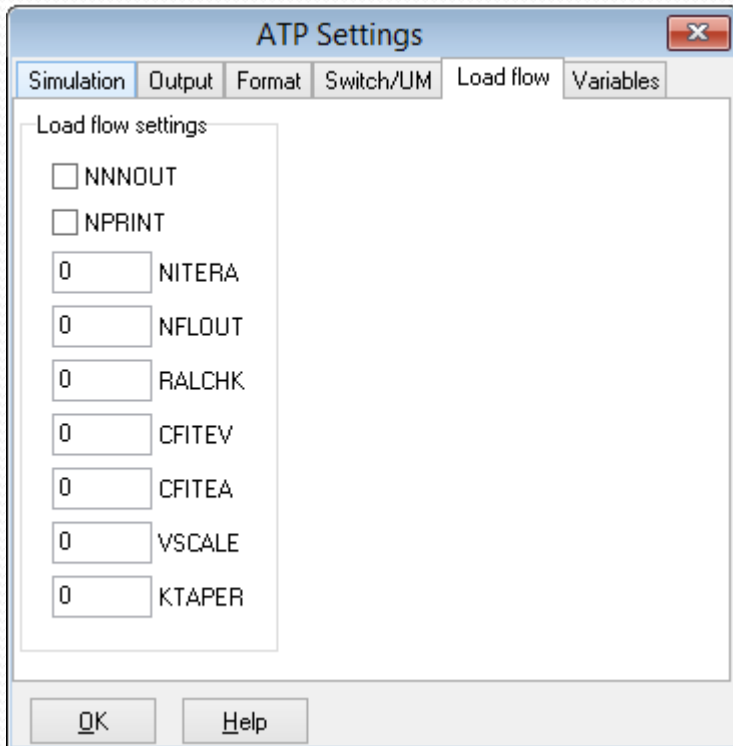 ATP Settings
Simulation Output Format Switch/UM Load flow Variables
Load flow settings
NNNOUT
NPRINT
0 NITERA
0 NFLOUT
0 RALCHK
0 CFITEV
0 CFITEA
0 VSCALE
0 KTAPER
OK Help